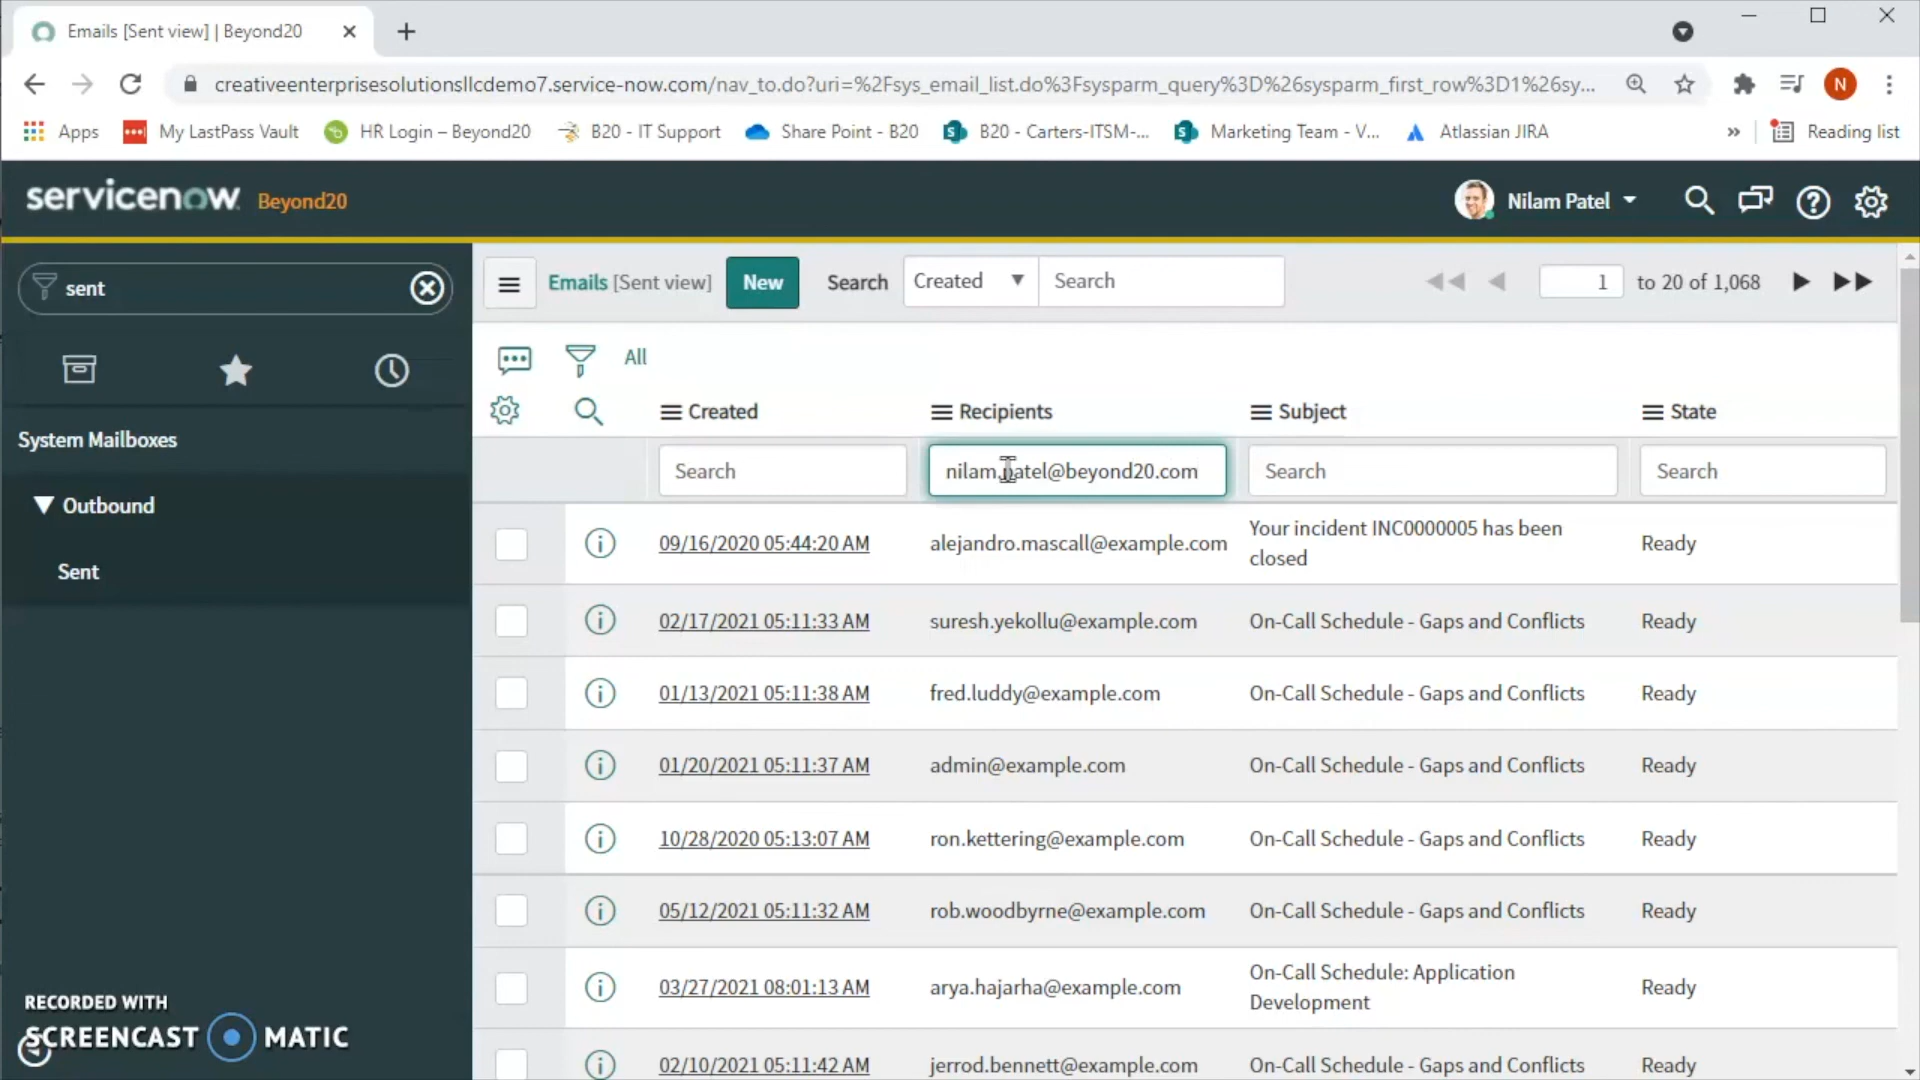 Emails [Sent view] | Beyond20
creativeenterprisesolutionsllcdemo7.service-now.com/nav_to.do?uri=%2Fsys_email_list.do%3Fsysparm_query%3D%26sysparm_first_row%3D1%26sy...
N
Apps My LastPass Vault HR Login – Beyond20 B20 - IT Support Share Point - B20 B20 - Carters-ITSM-... Marketing Team - V... Atlassian JIRA » Reading list
servicenow Beyond20 Nilam Patel
sent
System Mailboxes
Outbound
Sent
Emails [Sent view] New Search Created Search 1 to 20 of 1,068
All
Created Recipients Subject State
Search nilam.patel@beyond20.com Search Search
09/16/2020 05:44:20 AM alejandro.mascall@example.com Your incident INC0000005 has been closed Ready
02/17/2021 05:11:33 AM suresh.yekollu@example.com On-Call Schedule - Gaps and Conflicts Ready
01/13/2021 05:11:38 AM fred.luddy@example.com On-Call Schedule - Gaps and Conflicts Ready
01/20/2021 05:11:37 AM admin@example.com On-Call Schedule - Gaps and Conflicts Ready
10/28/2020 05:13:07 AM ron.kettering@example.com On-Call Schedule - Gaps and Conflicts Ready
05/12/2021 05:11:32 AM rob.woodbyrne@example.com On-Call Schedule - Gaps and Conflicts Ready
03/27/2021 08:01:13 AM arya.hajarha@example.com On-Call Schedule: Application Development Ready
02/10/2021 05:11:42 AM jerrod.bennett@example.com On-Call Schedule - Gaps and Conflicts Ready
RECORDED WITH
SCREENCAST MATIC